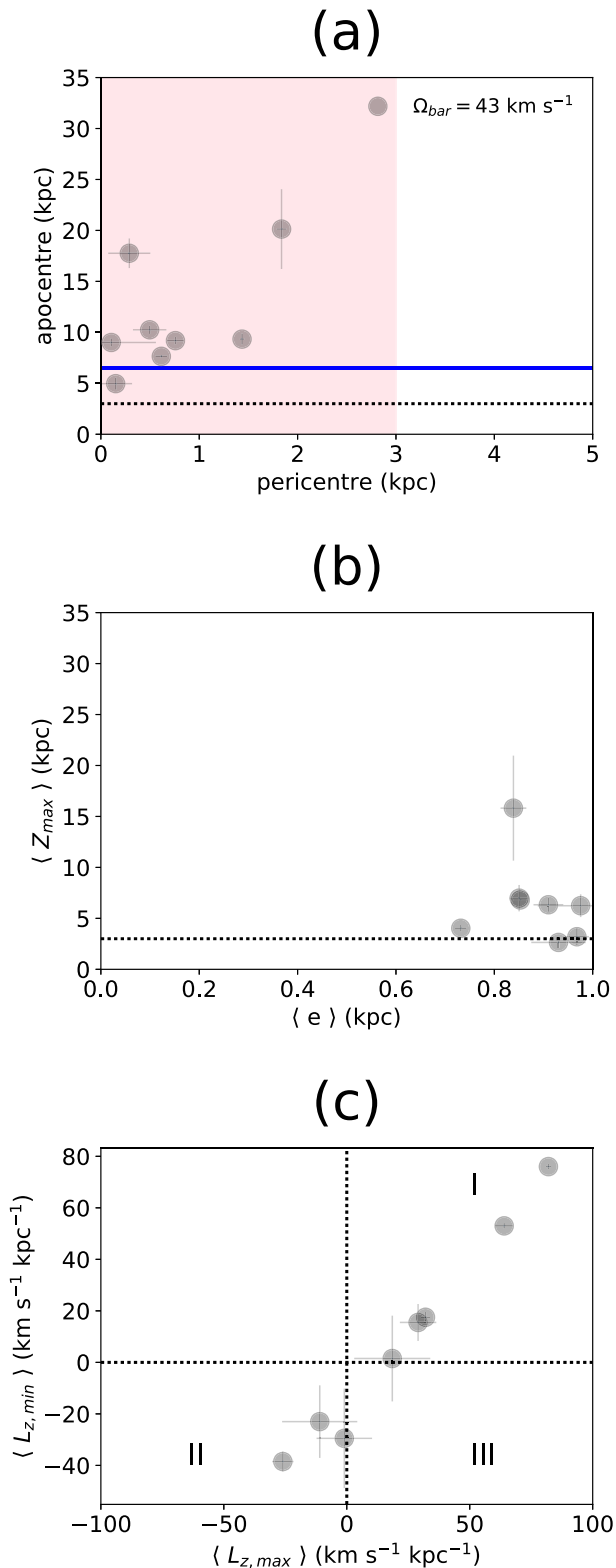 (a)
35
30
25
20
15
10
5
0
apocentre (kpc)
Ω_bar = 43 km s⁻¹
0 1 2 3 4 5
pericentre (kpc)
(b)
35
30
25
20
15
10
5
0
⟨ Z_max ⟩ (kpc)
0.0 0.2 0.4 0.6 0.8 1.0
⟨ e ⟩ (kpc)
(c)
80
60
40
20
0
−20
−40
⟨ L_z,min ⟩ (km s⁻¹ kpc⁻¹)
I
II III
−100 −50 0 50 100
⟨ L_z,max ⟩ (km s⁻¹ kpc⁻¹)